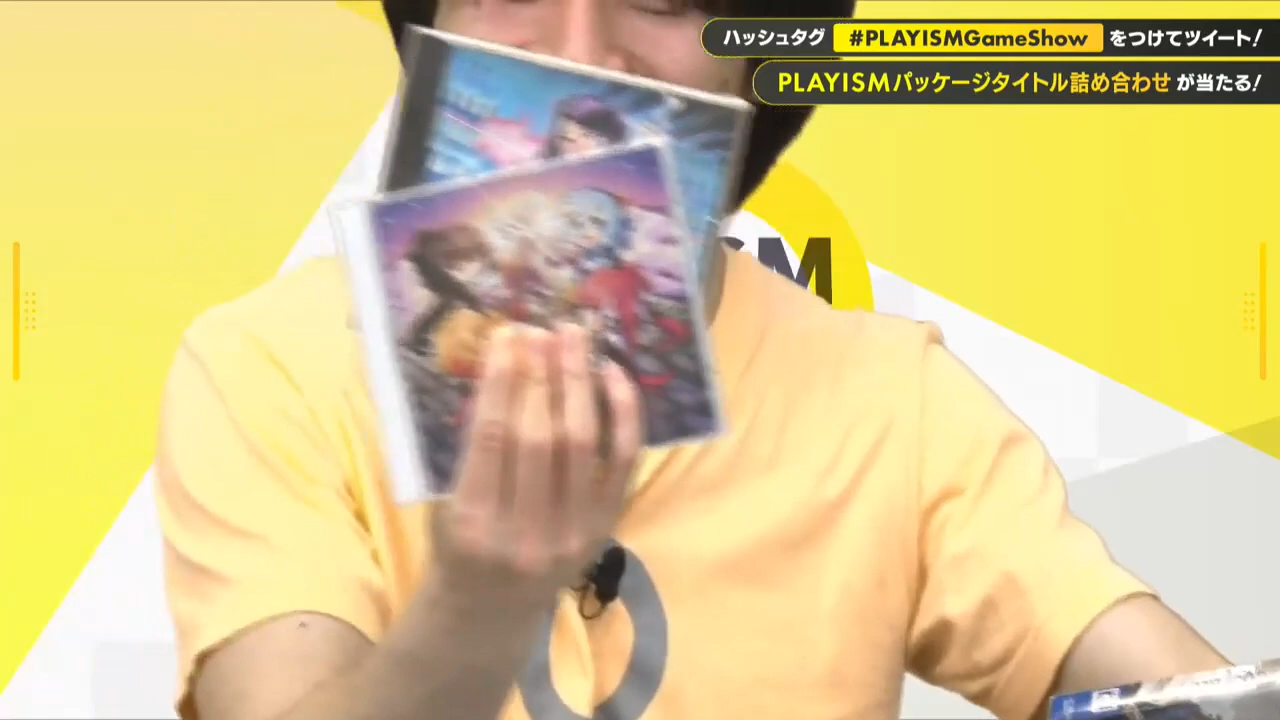 ハッシュタグ #PLAYISMGameShow をつけてツイート!
PLAYISMパッケージタイトル詰め合わせ が当たる!
SM